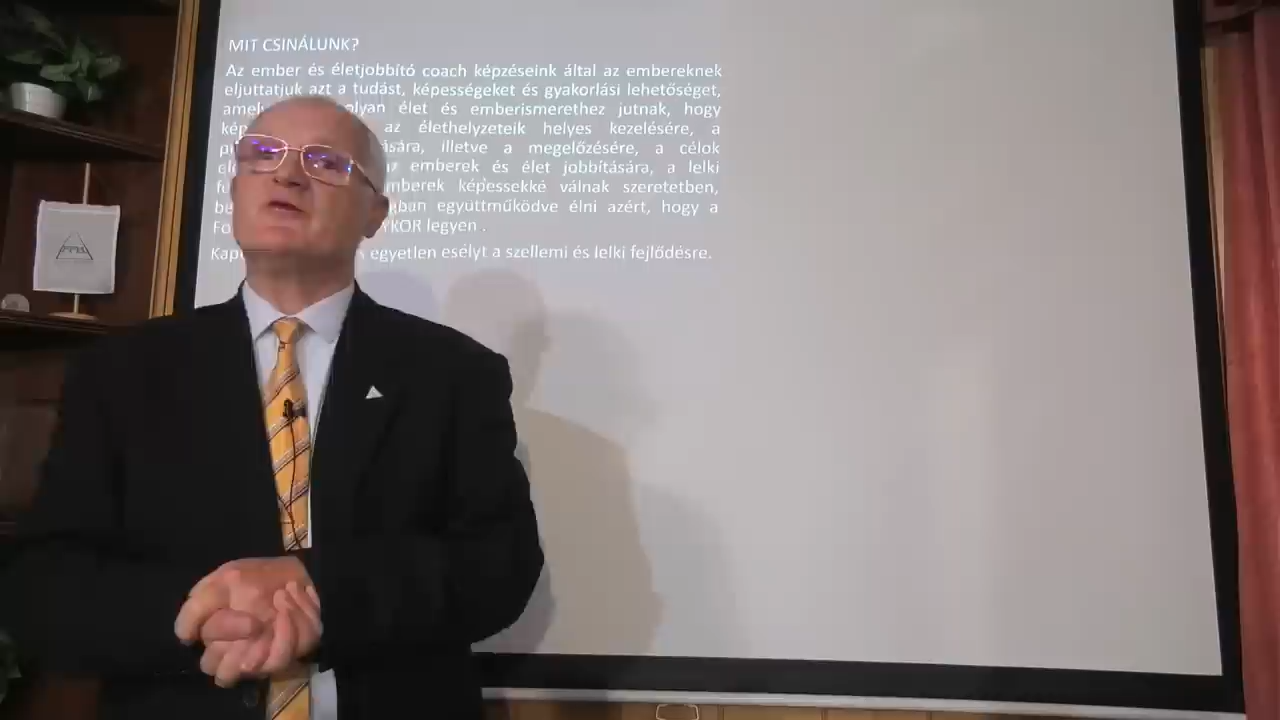 MIT CSINÁLUNK?
Az ember és életjobbító coach képzéseink által az embereknek
eljuttatjuk azt a tudást, képességeket és gyakorlási lehetőséget,
olyan élet és emberismerethez jutnak, hogy
az élethelyzeteik helyes kezelésére, a
illetve a megelőzésére, a célok
emberek és élet jobbítására, a lelki
képessekké válnak szeretetben,
együttműködve élni azért, hogy a
legyen .
egyetlen esélyt a szellemi és lelki fejlődésre.